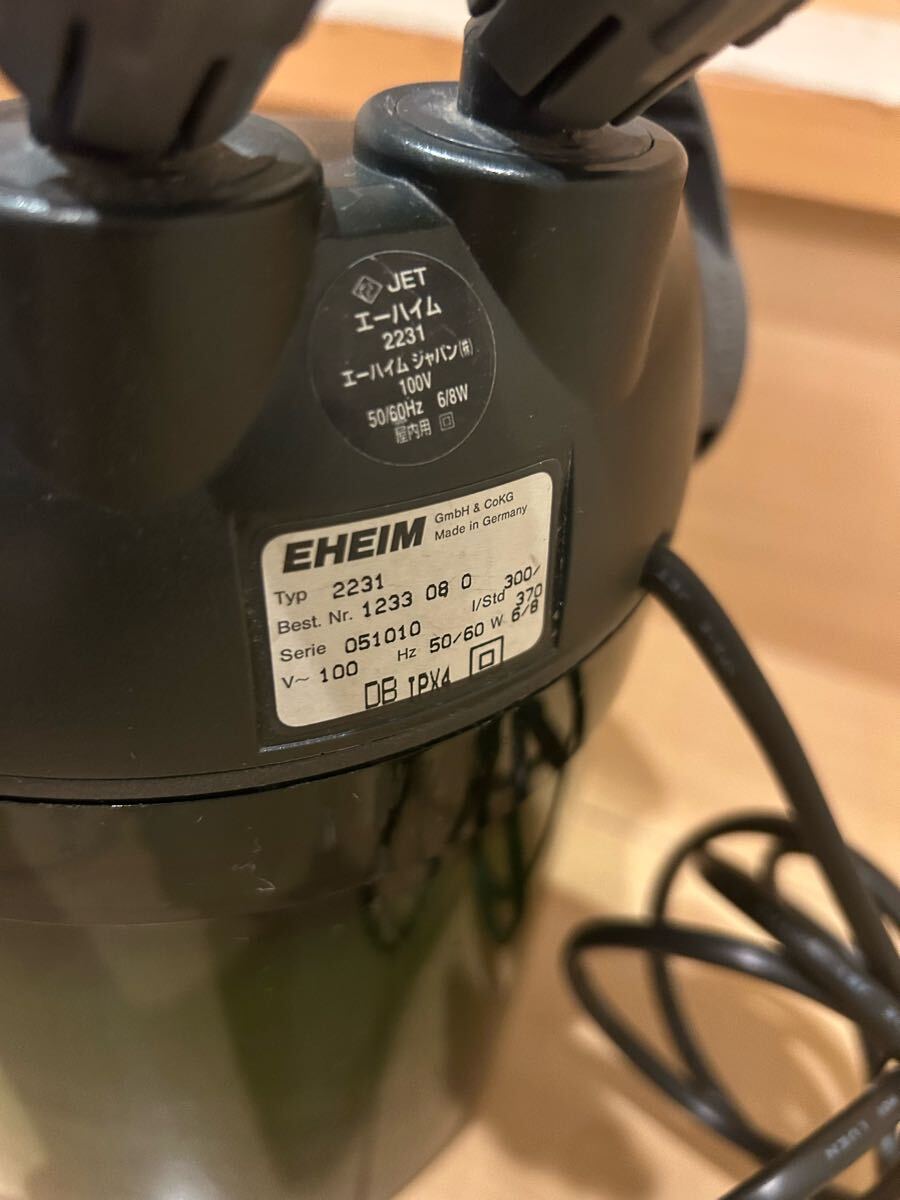 JET
エーハイム
2231
エーハイム ジャパン㈱
100V
50/60Hz 6/8W
屋内用
EHEIM GmbH & CoKG
Made in Germany
Typ 2231
Best. Nr. 1233 08 0
Serie 051010 l/Std 300/370
V~ 100 Hz 50/60 W 6/8
DB IPX4